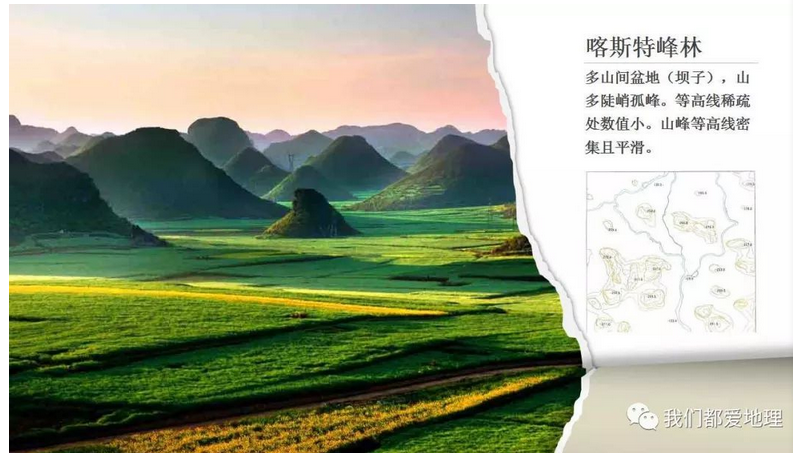 喀斯特峰林
多山间盆地（坝子），山
多陡峭孤峰。等高线稀疏
处数值小。山峰等高线密
集且平滑。
我们都爱地理